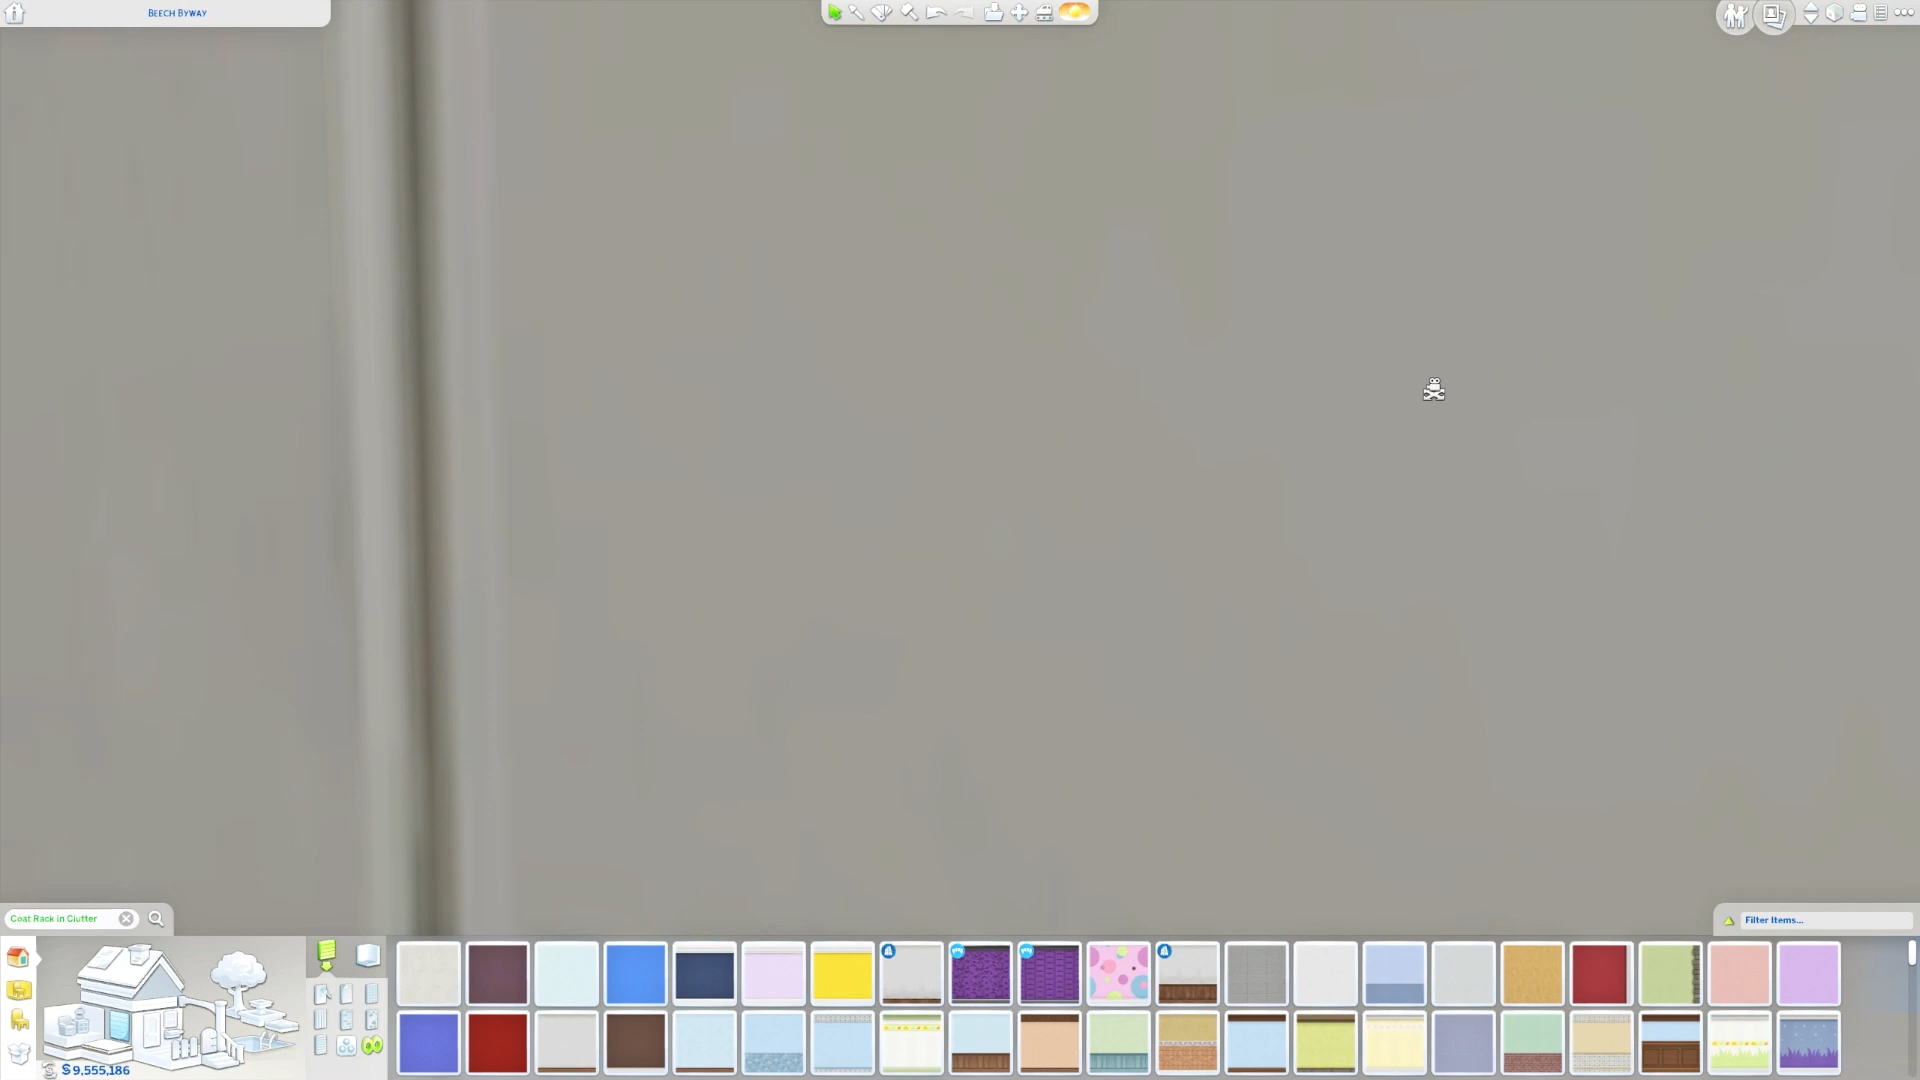 BEECH BYWAY
Coat Rack in Clutter
Filter Items...
$9,555,186